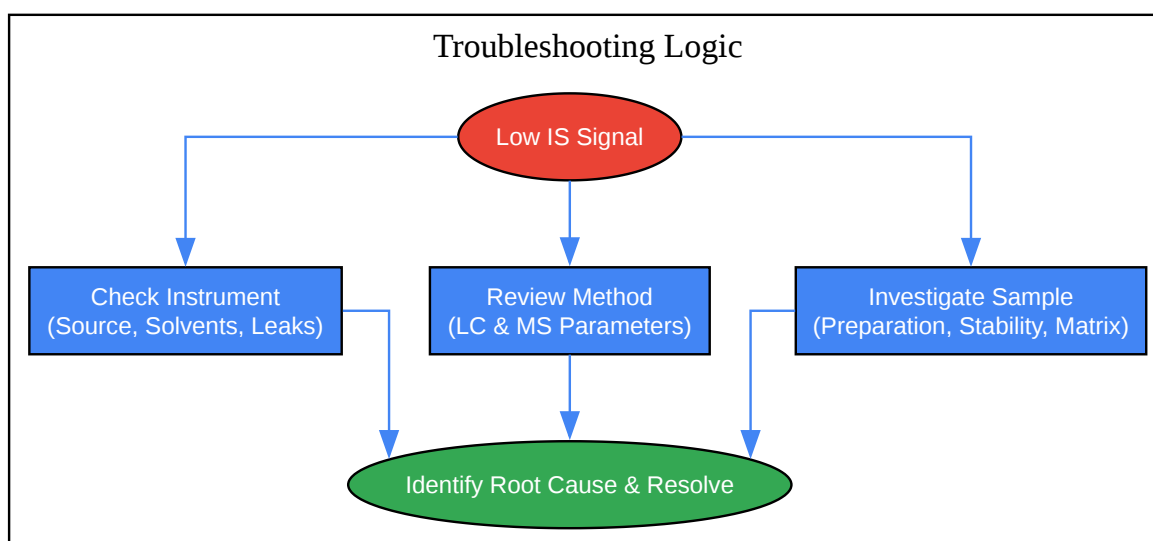 Troubleshooting Logic
Low IS Signal
Check Instrument
(Source, Solvents, Leaks)
Review Method
(LC & MS Parameters)
Investigate Sample
(Preparation, Stability, Matrix)
Identify Root Cause & Resolve